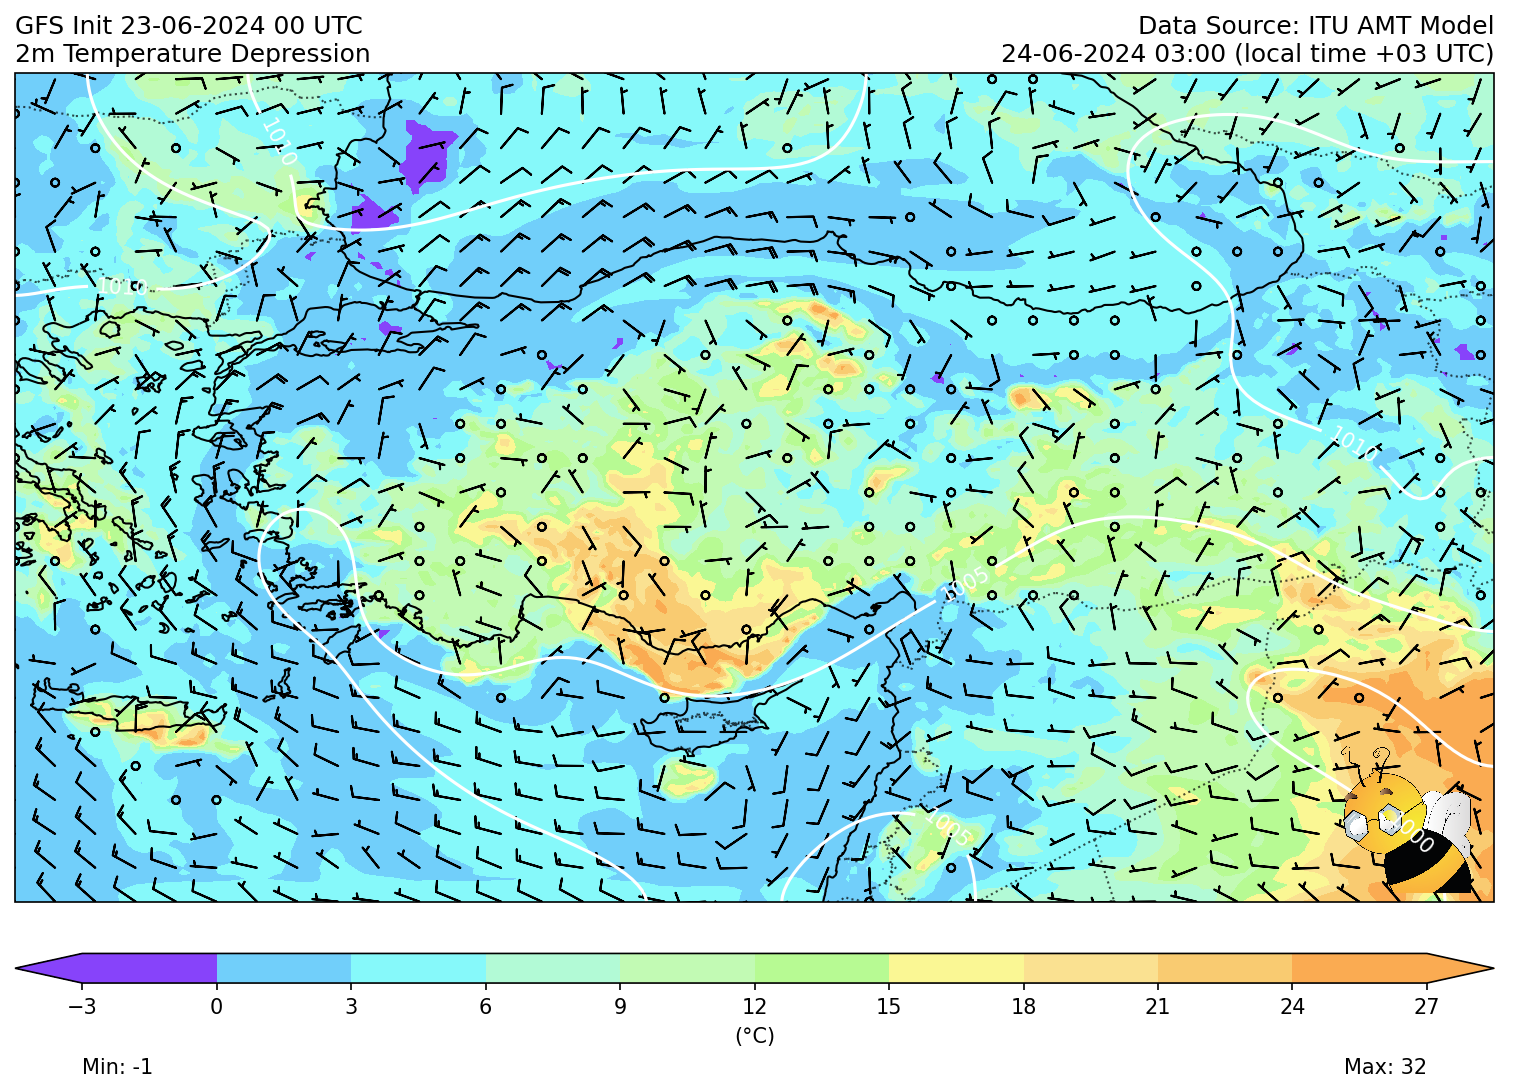 GFS Init 23-06-2024 00 UTC
Data Source: ITU AMT Model
2m Temperature Depression
24-06-2024 03:00 (local time +03 UTC)
1010
1010
1010
1005
1005
1000
−3 0 3 6 9 12 15 18 21 24 27
(°C)
Min: -1
Max: 32